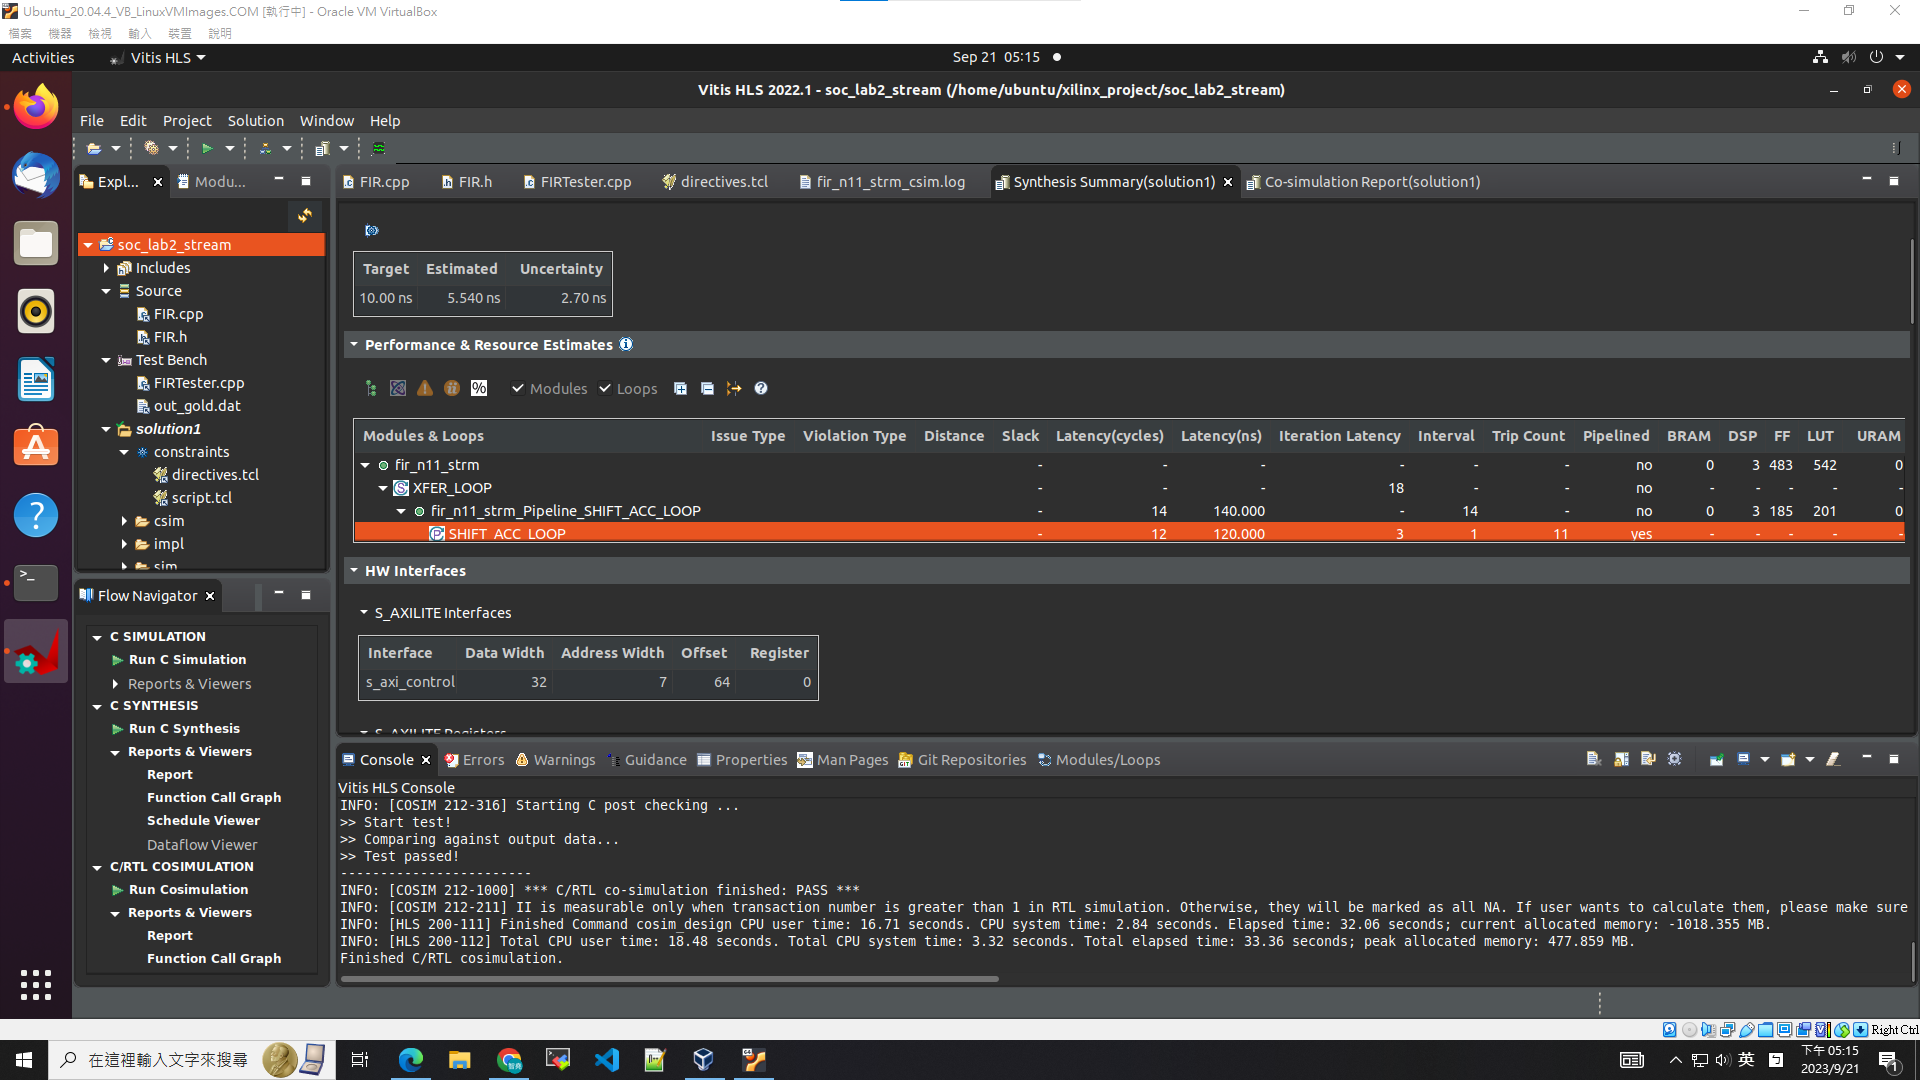 Ubuntu_20.04.4_VB_LinuxVMImages.COM [執行中] - Oracle VM VirtualBox
檔案 機器 檢視 輸入 裝置 說明
Activities Vitis HLS Sep 21 05:15
Vitis HLS 2022.1 - soc_lab2_stream (/home/ubuntu/xilinx_project/soc_lab2_stream)
File Edit Project Solution Window Help
Expl... Modu...
FIR.cpp FIR.h FIRTester.cpp directives.tcl fir_n11_strm_csim.log Synthesis Summary(solution1) Co-simulation Report(solution1)
soc_lab2_stream
Includes
Source
FIR.cpp
FIR.h
Test Bench
FIRTester.cpp
out_gold.dat
solution1
constraints
directives.tcl
script.tcl
csim
impl
sim
Target Estimated Uncertainty
10.00 ns 5.540 ns 2.70 ns
Performance & Resource Estimates
% Modules Loops
Modules & Loops Issue Type Violation Type Distance Slack Latency(cycles) Latency(ns) Iteration Latency Interval Trip Count Pipelined BRAM DSP FF LUT URAM
fir_n11_strm - - - - - - no 0 3 483 542 0
XFER_LOOP - - - 18 - - no - - - - -
fir_n11_strm_Pipeline_SHIFT_ACC_LOOP - 14 140.000 - 14 - no 0 3 185 201 0
SHIFT_ACC_LOOP - 12 120.000 3 1 11 yes - - - - -
HW Interfaces
S_AXILITE Interfaces
Interface Data Width Address Width Offset Register
s_axi_control 32 7 64 0
S_AXILITE Registers
Flow Navigator
C SIMULATION
Run C Simulation
Reports & Viewers
C SYNTHESIS
Run C Synthesis
Reports & Viewers
Report
Function Call Graph
Schedule Viewer
Dataflow Viewer
C/RTL COSIMULATION
Run Cosimulation
Reports & Viewers
Report
Function Call Graph
Console Errors Warnings Guidance Properties Man Pages Git Repositories Modules/Loops
Vitis HLS Console
INFO: [COSIM 212-316] Starting C post checking ...
>> Start test!
>> Comparing against output data...
>> Test passed!
------------------------
INFO: [COSIM 212-1000] *** C/RTL co-simulation finished: PASS ***
INFO: [COSIM 212-211] II is measurable only when transaction number is greater than 1 in RTL simulation. Otherwise, they will be marked as all NA. If user wants to calculate them, please make sure
INFO: [HLS 200-111] Finished Command cosim_design CPU user time: 16.71 seconds. CPU system time: 2.84 seconds. Elapsed time: 32.06 seconds; current allocated memory: -1018.355 MB.
INFO: [HLS 200-112] Total CPU user time: 18.48 seconds. Total CPU system time: 3.32 seconds. Total elapsed time: 33.36 seconds; peak allocated memory: 477.859 MB.
Finished C/RTL cosimulation.
Right Ctrl
在這裡輸入文字來搜尋
英
下午 05:15
2023/9/21
1